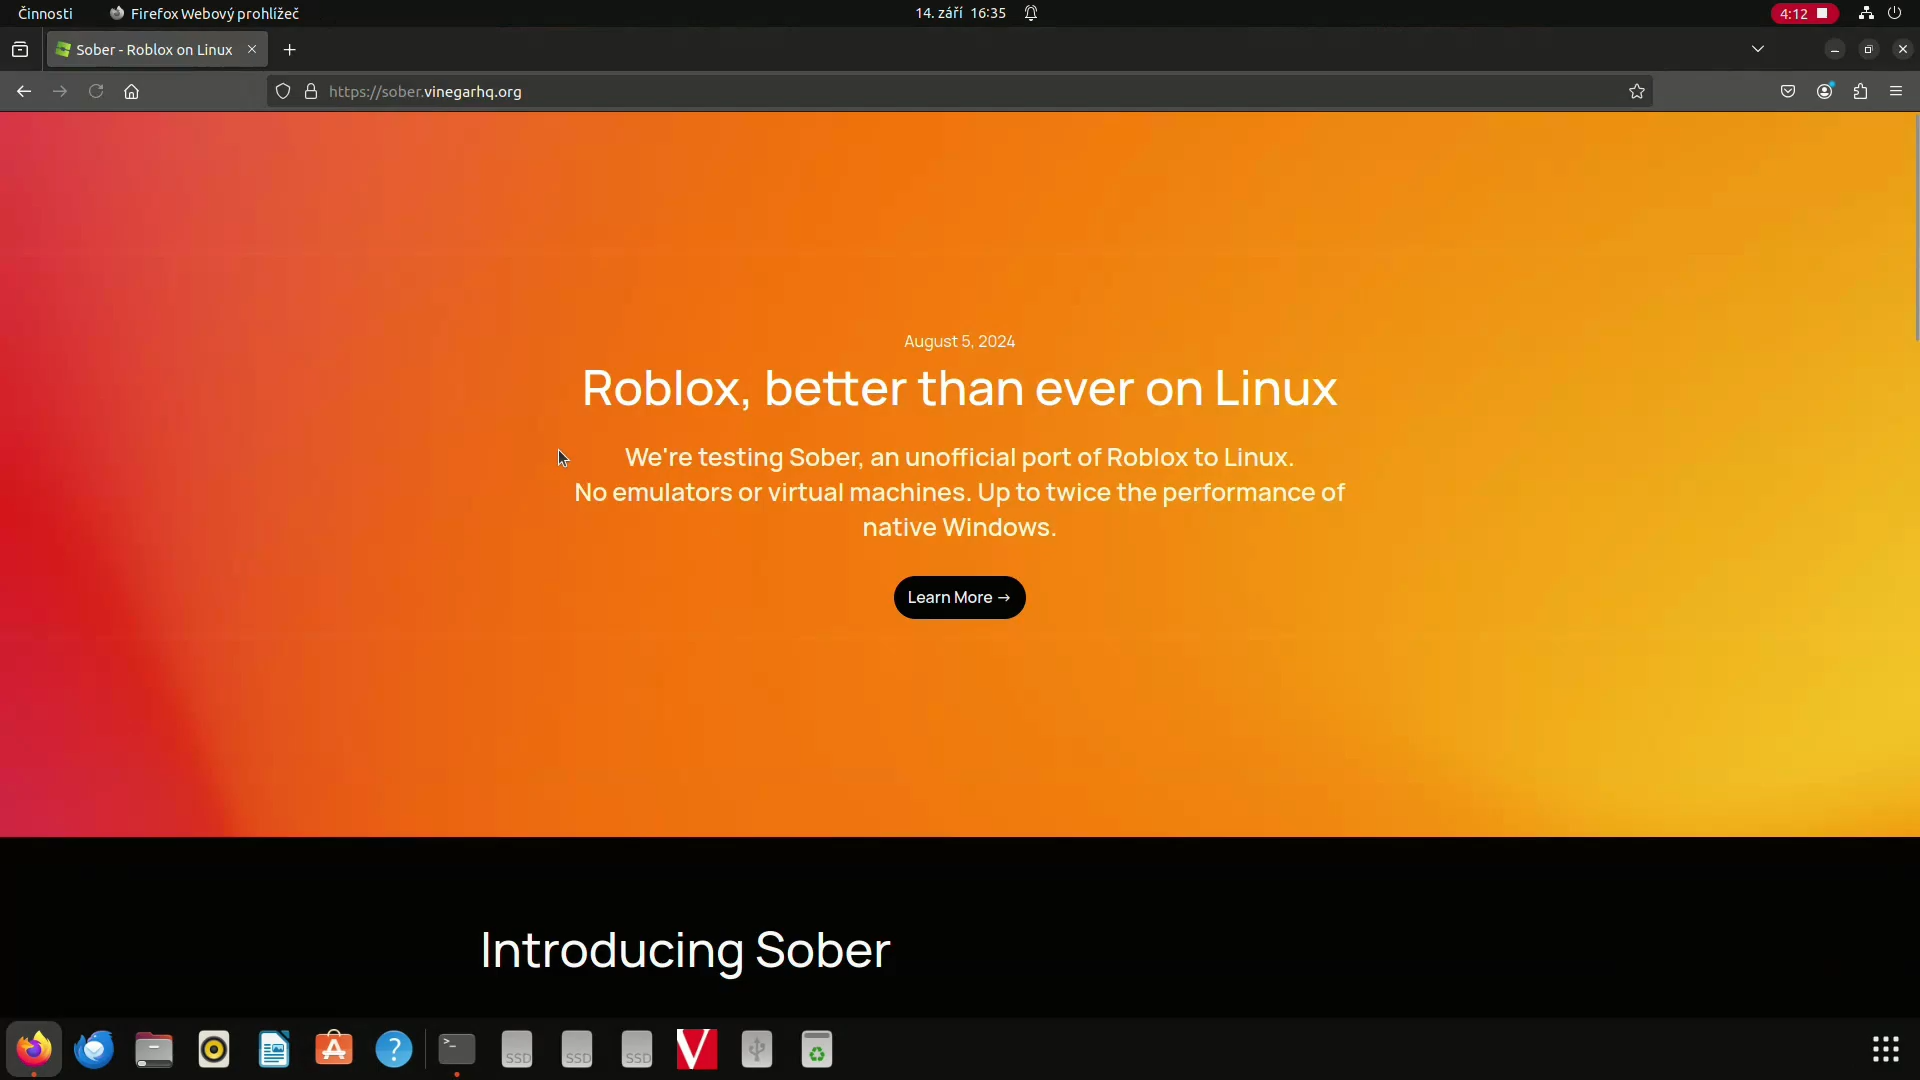 Činnosti
Firefox Webový prohlížeč
14. září 16:35
4:12
Sober - Roblox on Linux
https://sober.vinegarhq.org
August 5, 2024
Roblox, better than ever on Linux
We're testing Sober, an unofficial port of Roblox to Linux.
No emulators or virtual machines. Up to twice the performance of
native Windows.
Learn More →
Introducing Sober
>_
?
SSD
SSD
SSD
V